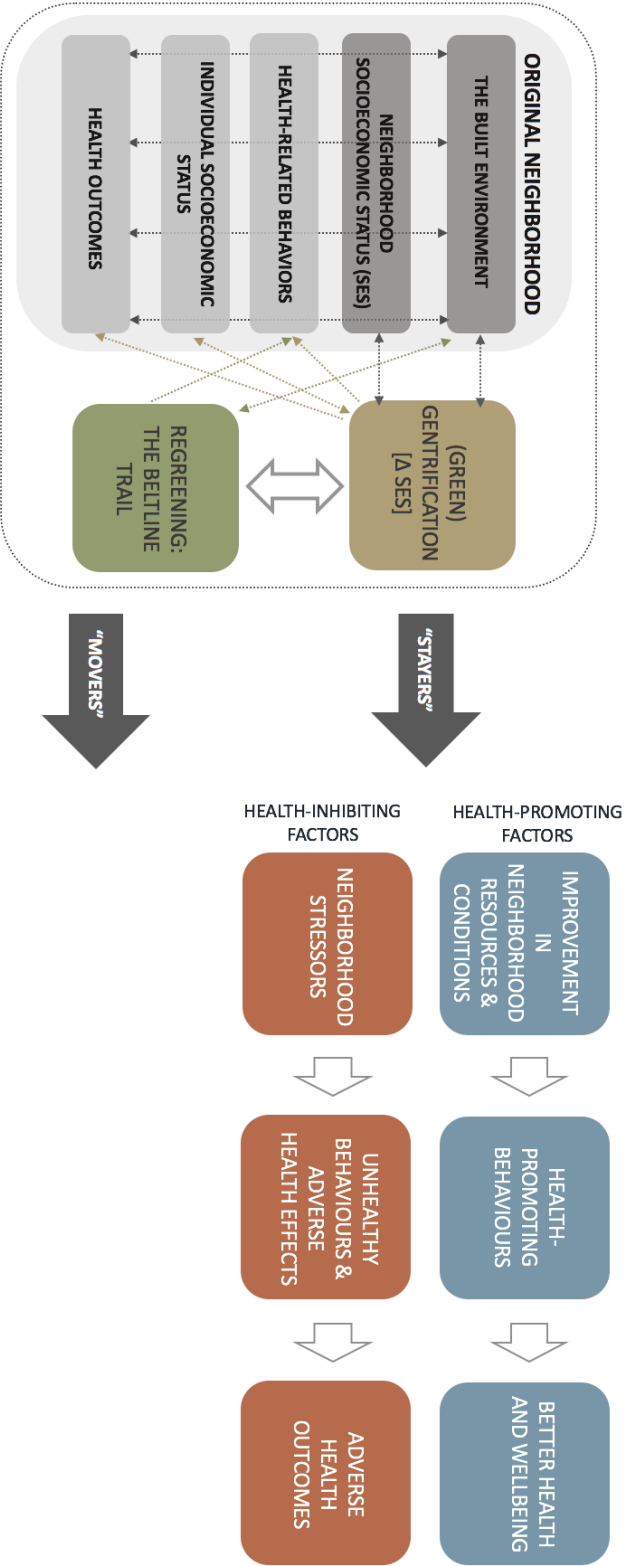 ORIGINAL NEIGHBORHOOD
THE BUILT ENVIRONMENT
NEIGHBORHOOD
SOCIOECONOMIC STATUS (SES)
HEALTH-RELATED BEHAVIORS
INDIVIDUAL SOCIOECONOMIC
STATUS
HEALTH OUTCOMES
(GREEN)
GENTRIFICATION
[Δ SES]
REGREENING:
THE BELTLINE
TRAIL
“STAYERS”
“MOVERS”
HEALTH-PROMOTING
FACTORS
IMPROVEMENT
IN
NEIGHBORHOOD
RESOURCES &
CONDITIONS
HEALTH-
PROMOTING
BEHAVIOURS
BETTER HEALTH
AND WELLBEING
HEALTH-INHIBITING
FACTORS
NEIGHBORHOOD
STRESSORS
UNHEALTHY
BEHAVIOURS &
ADVERSE
HEALTH EFFECTS
ADVERSE
HEALTH
OUTCOMES